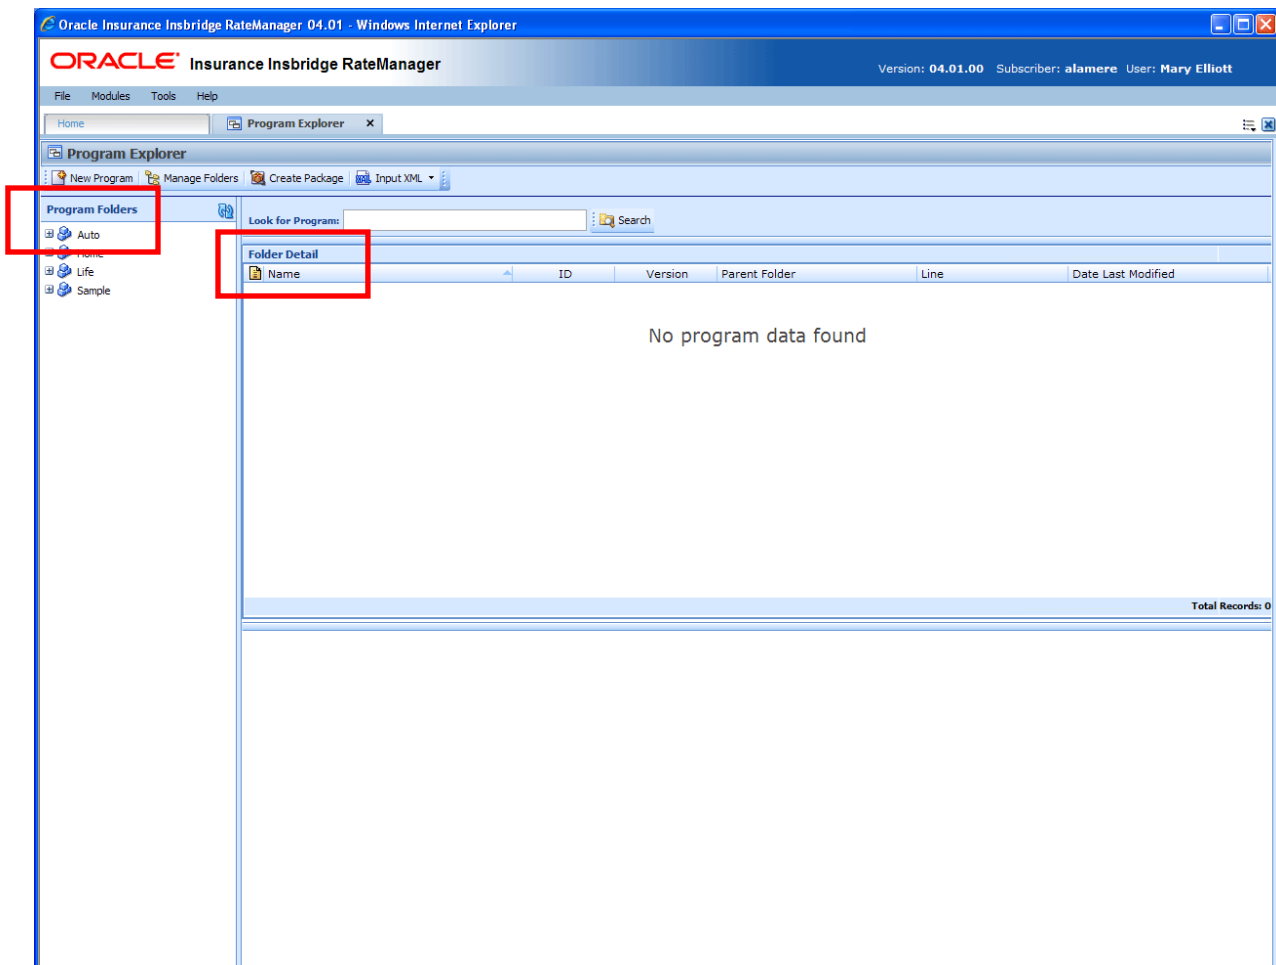 Oracle Insurance Insbridge RateManager 04.01 - Windows Internet Explorer
ORACLE Insurance Insbridge RateManager
Version: 04.01.00 Subscriber: alamere User: Mary Elliott
File Modules Tools Help
Home Program Explorer x
Program Explorer
New Program Manage Folders Create Package Input XML
Program Folders
Auto
Home
Life
Sample
Look for Program: Search
Folder Detail
Name ID Version Parent Folder Line Date Last Modified
No program data found
Total Records: 0